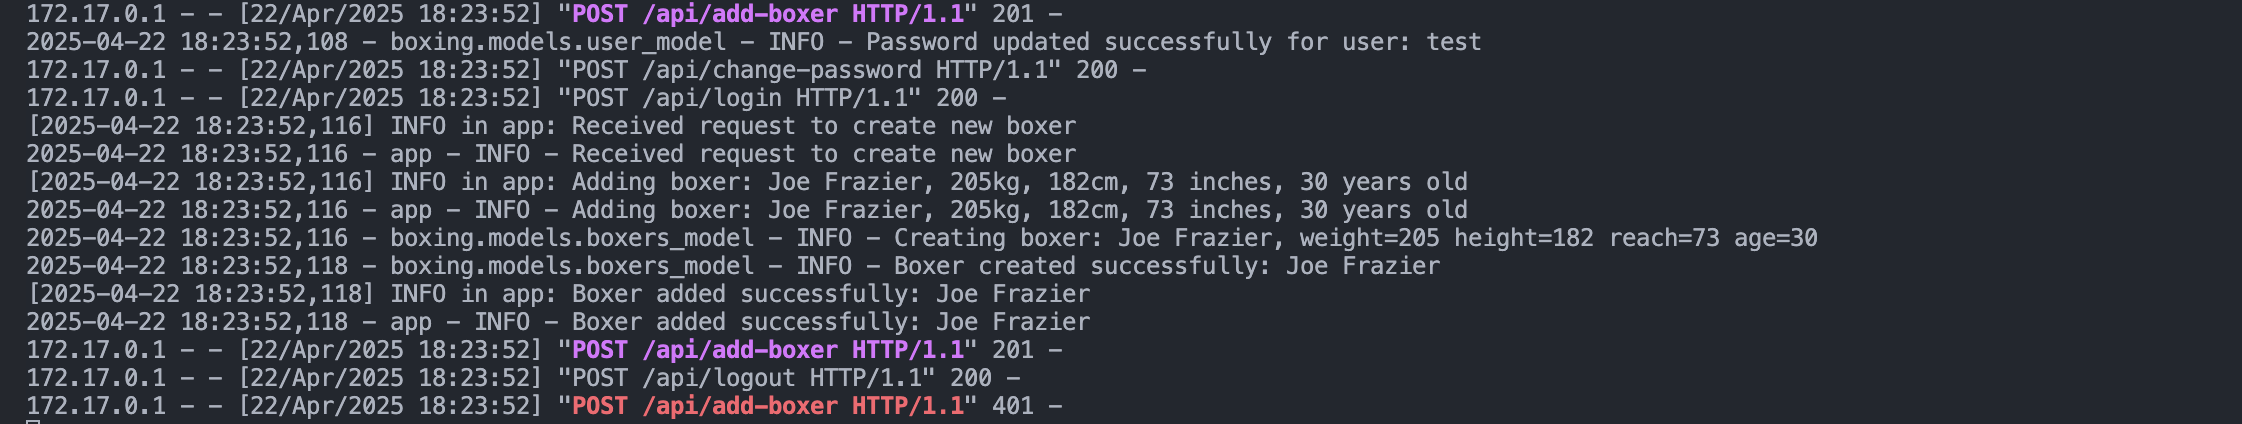 172.17.0.1 - - [22/Apr/2025 18:23:52] "POST /api/add-boxer HTTP/1.1" 201 -
2025-04-22 18:23:52,108 - boxing.models.user_model - INFO - Password updated successfully for user: test
172.17.0.1 - - [22/Apr/2025 18:23:52] "POST /api/change-password HTTP/1.1" 200 -
172.17.0.1 - - [22/Apr/2025 18:23:52] "POST /api/login HTTP/1.1" 200 -
[2025-04-22 18:23:52,116] INFO in app: Received request to create new boxer
2025-04-22 18:23:52,116 - app - INFO - Received request to create new boxer
[2025-04-22 18:23:52,116] INFO in app: Adding boxer: Joe Frazier, 205kg, 182cm, 73 inches, 30 years old
2025-04-22 18:23:52,116 - app - INFO - Adding boxer: Joe Frazier, 205kg, 182cm, 73 inches, 30 years old
2025-04-22 18:23:52,116 - boxing.models.boxers_model - INFO - Creating boxer: Joe Frazier, weight=205 height=182 reach=73 age=30
2025-04-22 18:23:52,118 - boxing.models.boxers_model - INFO - Boxer created successfully: Joe Frazier
[2025-04-22 18:23:52,118] INFO in app: Boxer added successfully: Joe Frazier
2025-04-22 18:23:52,118 - app - INFO - Boxer added successfully: Joe Frazier
172.17.0.1 - - [22/Apr/2025 18:23:52] "POST /api/add-boxer HTTP/1.1" 201 -
172.17.0.1 - - [22/Apr/2025 18:23:52] "POST /api/logout HTTP/1.1" 200 -
172.17.0.1 - - [22/Apr/2025 18:23:52] "POST /api/add-boxer HTTP/1.1" 401 -